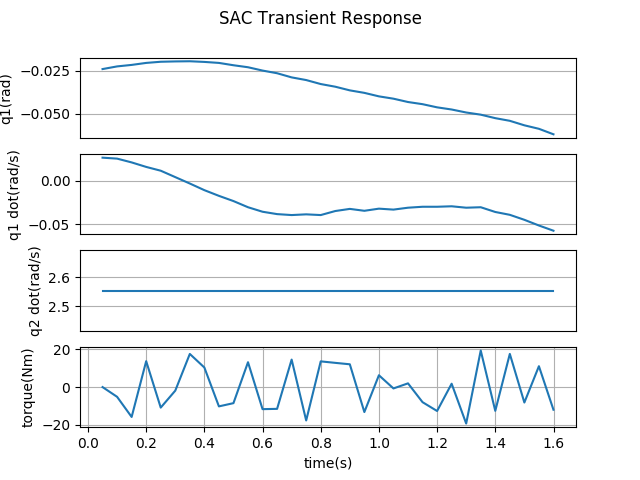 SAC Transient Response
−0.025
−0.050
q1(rad)
0.00
−0.05
q1 dot(rad/s)
2.6
2.5
q2 dot(rad/s)
20
0
−20
torque(Nm)
0.0 0.2 0.4 0.6 0.8 1.0 1.2 1.4 1.6
time(s)